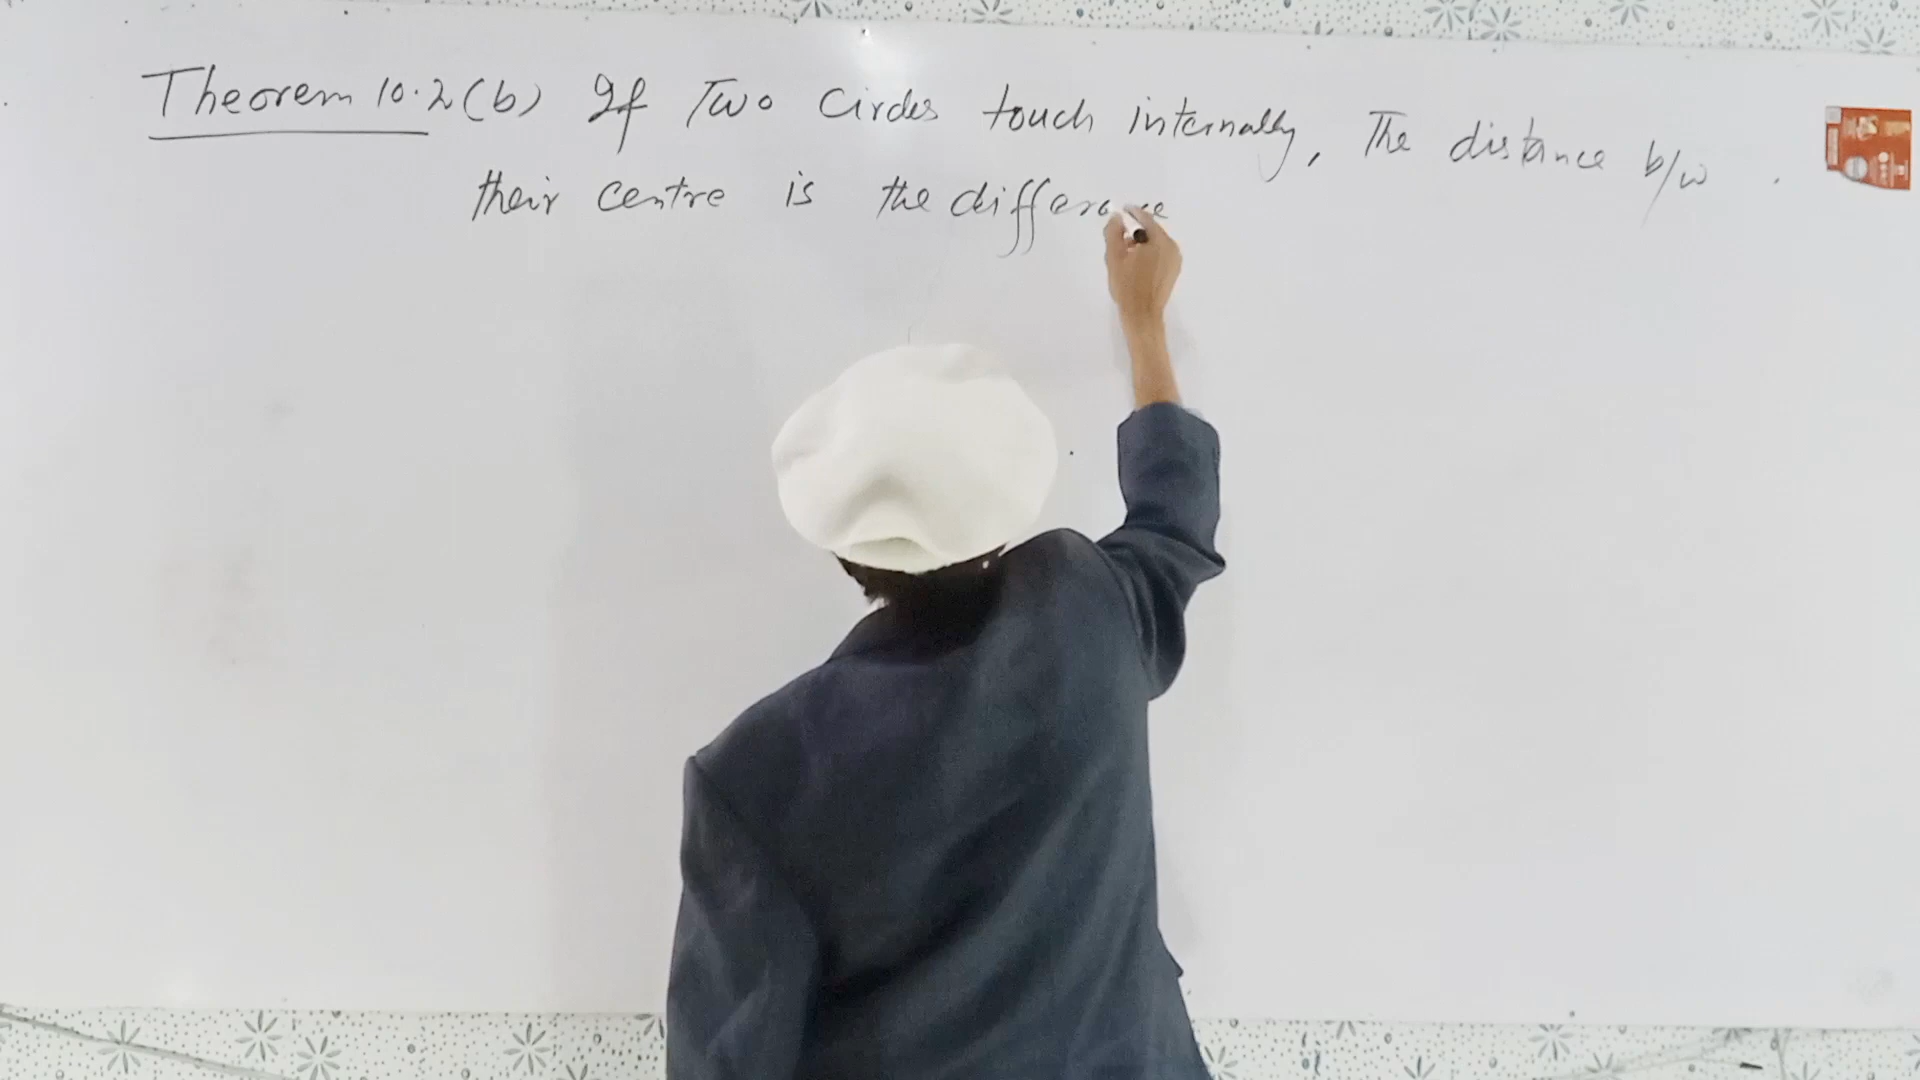 Theorem 10.2(b) If Two Circles touch internally, The distance b/w
their centre is the difference